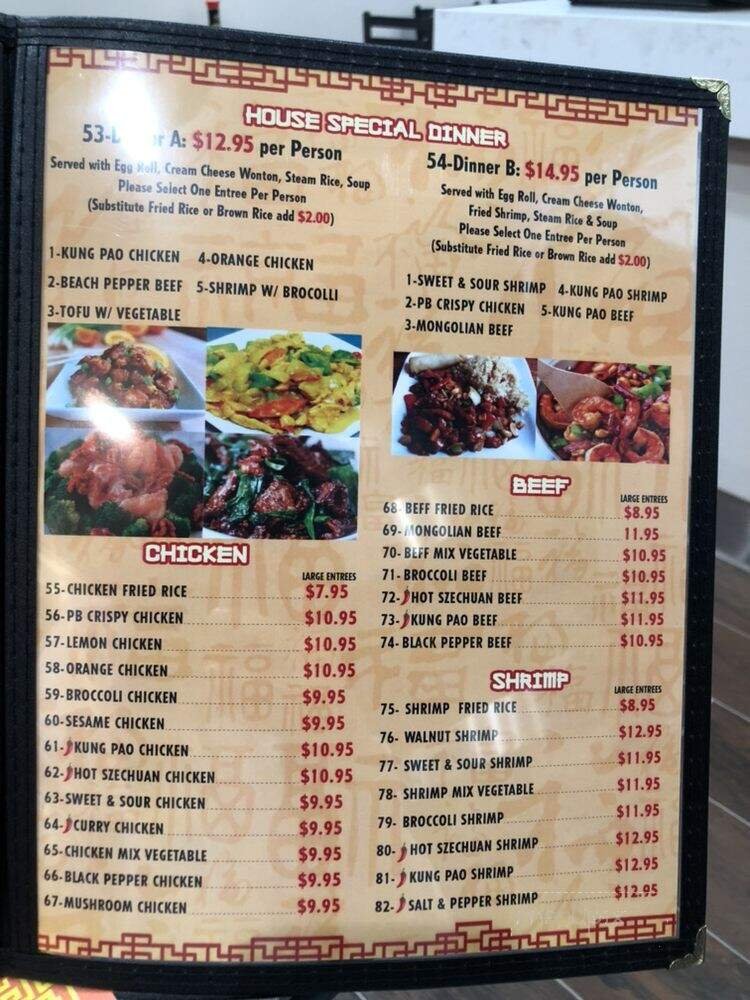 HOUSE SPECIAL DINNER
53- A: $12.95 per Person
Served with Egg Roll, Cream Cheese Wonton, Steam Rice, Soup
Please Select One Entree Per Person
(Substitute Fried Rice or Brown Rice add $2.00)
1-KUNG PAO CHICKEN 4-ORANGE CHICKEN
2-BEACH PEPPER BEEF 5-SHRIMP W/ BROCOLLI
3-TOFU W/ VEGETABLE
54-Dinner B: $14.95 per Person
Served with Egg Roll, Cream Cheese Wonton,
Fried Shrimp, Steam Rice & Soup
Please Select One Entree Per Person
(Substitute Fried Rice or Brown Rice add $2.00)
1-SWEET & SOUR SHRIMP 4-KUNG PAO SHRIMP
2-PB CRISPY CHICKEN 5-KUNG PAO BEEF
3-MONGOLIAN BEEF
CHICKEN
LARGE ENTREES
55-CHICKEN FRIED RICE $7.95
56-PB CRISPY CHICKEN $10.95
57-LEMON CHICKEN $10.95
58-ORANGE CHICKEN $10.95
59-BROCCOLI CHICKEN $9.95
60-SESAME CHICKEN $9.95
61-KUNG PAO CHICKEN $10.95
62-HOT SZECHUAN CHICKEN $10.95
63-SWEET & SOUR CHICKEN $9.95
64-CURRY CHICKEN $9.95
65-CHICKEN MIX VEGETABLE $9.95
66-BLACK PEPPER CHICKEN $9.95
67-MUSHROOM CHICKEN $9.95
BEEF
LARGE ENTREES
68-BEFF FRIED RICE $8.95
69-MONGOLIAN BEEF 11.95
70- BEFF MIX VEGETABLE $10.95
71- BROCCOLI BEEF $10.95
72-HOT SZECHUAN BEEF $11.95
73-KUNG PAO BEEF $11.95
74- BLACK PEPPER BEEF $10.95
SHRIMP
LARGE ENTREES
75- SHRIMP FRIED RICE $8.95
76- WALNUT SHRIMP $12.95
77- SWEET & SOUR SHRIMP $11.95
78- SHRIMP MIX VEGETABLE $11.95
79- BROCCOLI SHRIMP $11.95
80-HOT SZECHUAN SHRIMP $12.95
81-KUNG PAO SHRIMP $12.95
82-SALT & PEPPER SHRIMP $12.95